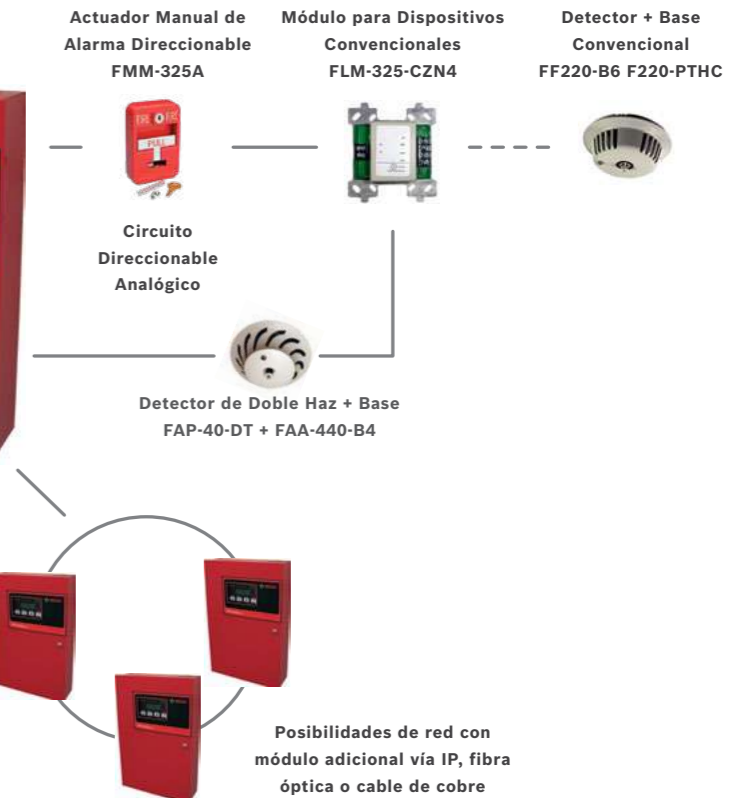 Actuador Manual de
Alarma Direccionable
FMM-325A
Módulo para Dispositivos
Convencionales
FLM-325-CZN4
Detector + Base
Convencional
FF220-B6 F220-PTHC
PULL
Circuito
Direccionable
Analógico
Detector de Doble Haz + Base
FAP-40-DT + FAA-440-B4
Posibilidades de red con
módulo adicional vía IP, fibra
óptica o cable de cobre